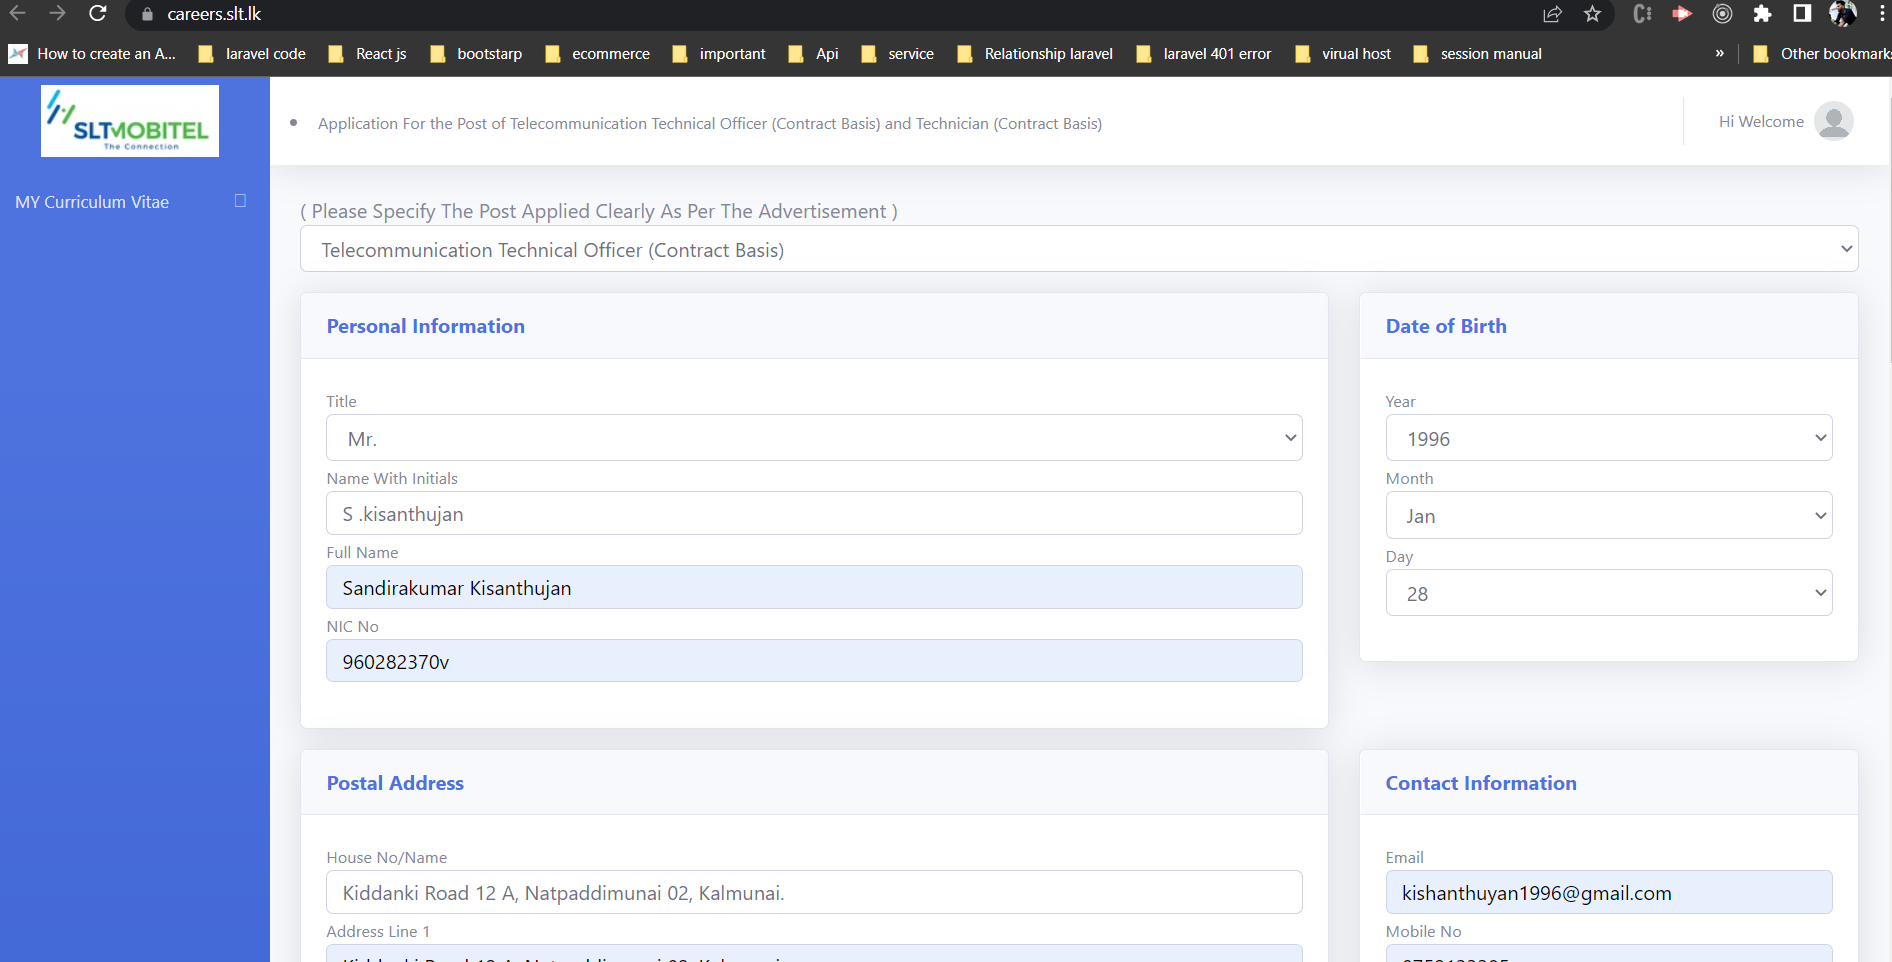 careers.slt.lk
How to create an A...
laravel code
React js
bootstarp
ecommerce
important
Api
service
Relationship laravel
laravel 401 error
virual host
session manual
»
Other bookmarks
SLTMOBITEL
The Connection
Application For the Post of Telecommunication Technical Officer (Contract Basis) and Technician (Contract Basis)
Hi Welcome
MY Curriculum Vitae
( Please Specify The Post Applied Clearly As Per The Advertisement )
Telecommunication Technical Officer (Contract Basis)
Personal Information
Title
Mr.
Name With Initials
S .kisanthujan
Full Name
Sandirakumar Kisanthujan
NIC No
960282370v
Date of Birth
Year
1996
Month
Jan
Day
28
Postal Address
House No/Name
Kiddanki Road 12 A, Natpaddimunai 02, Kalmunai.
Address Line 1
Contact Information
Email
kishanthuyan1996@gmail.com
Mobile No